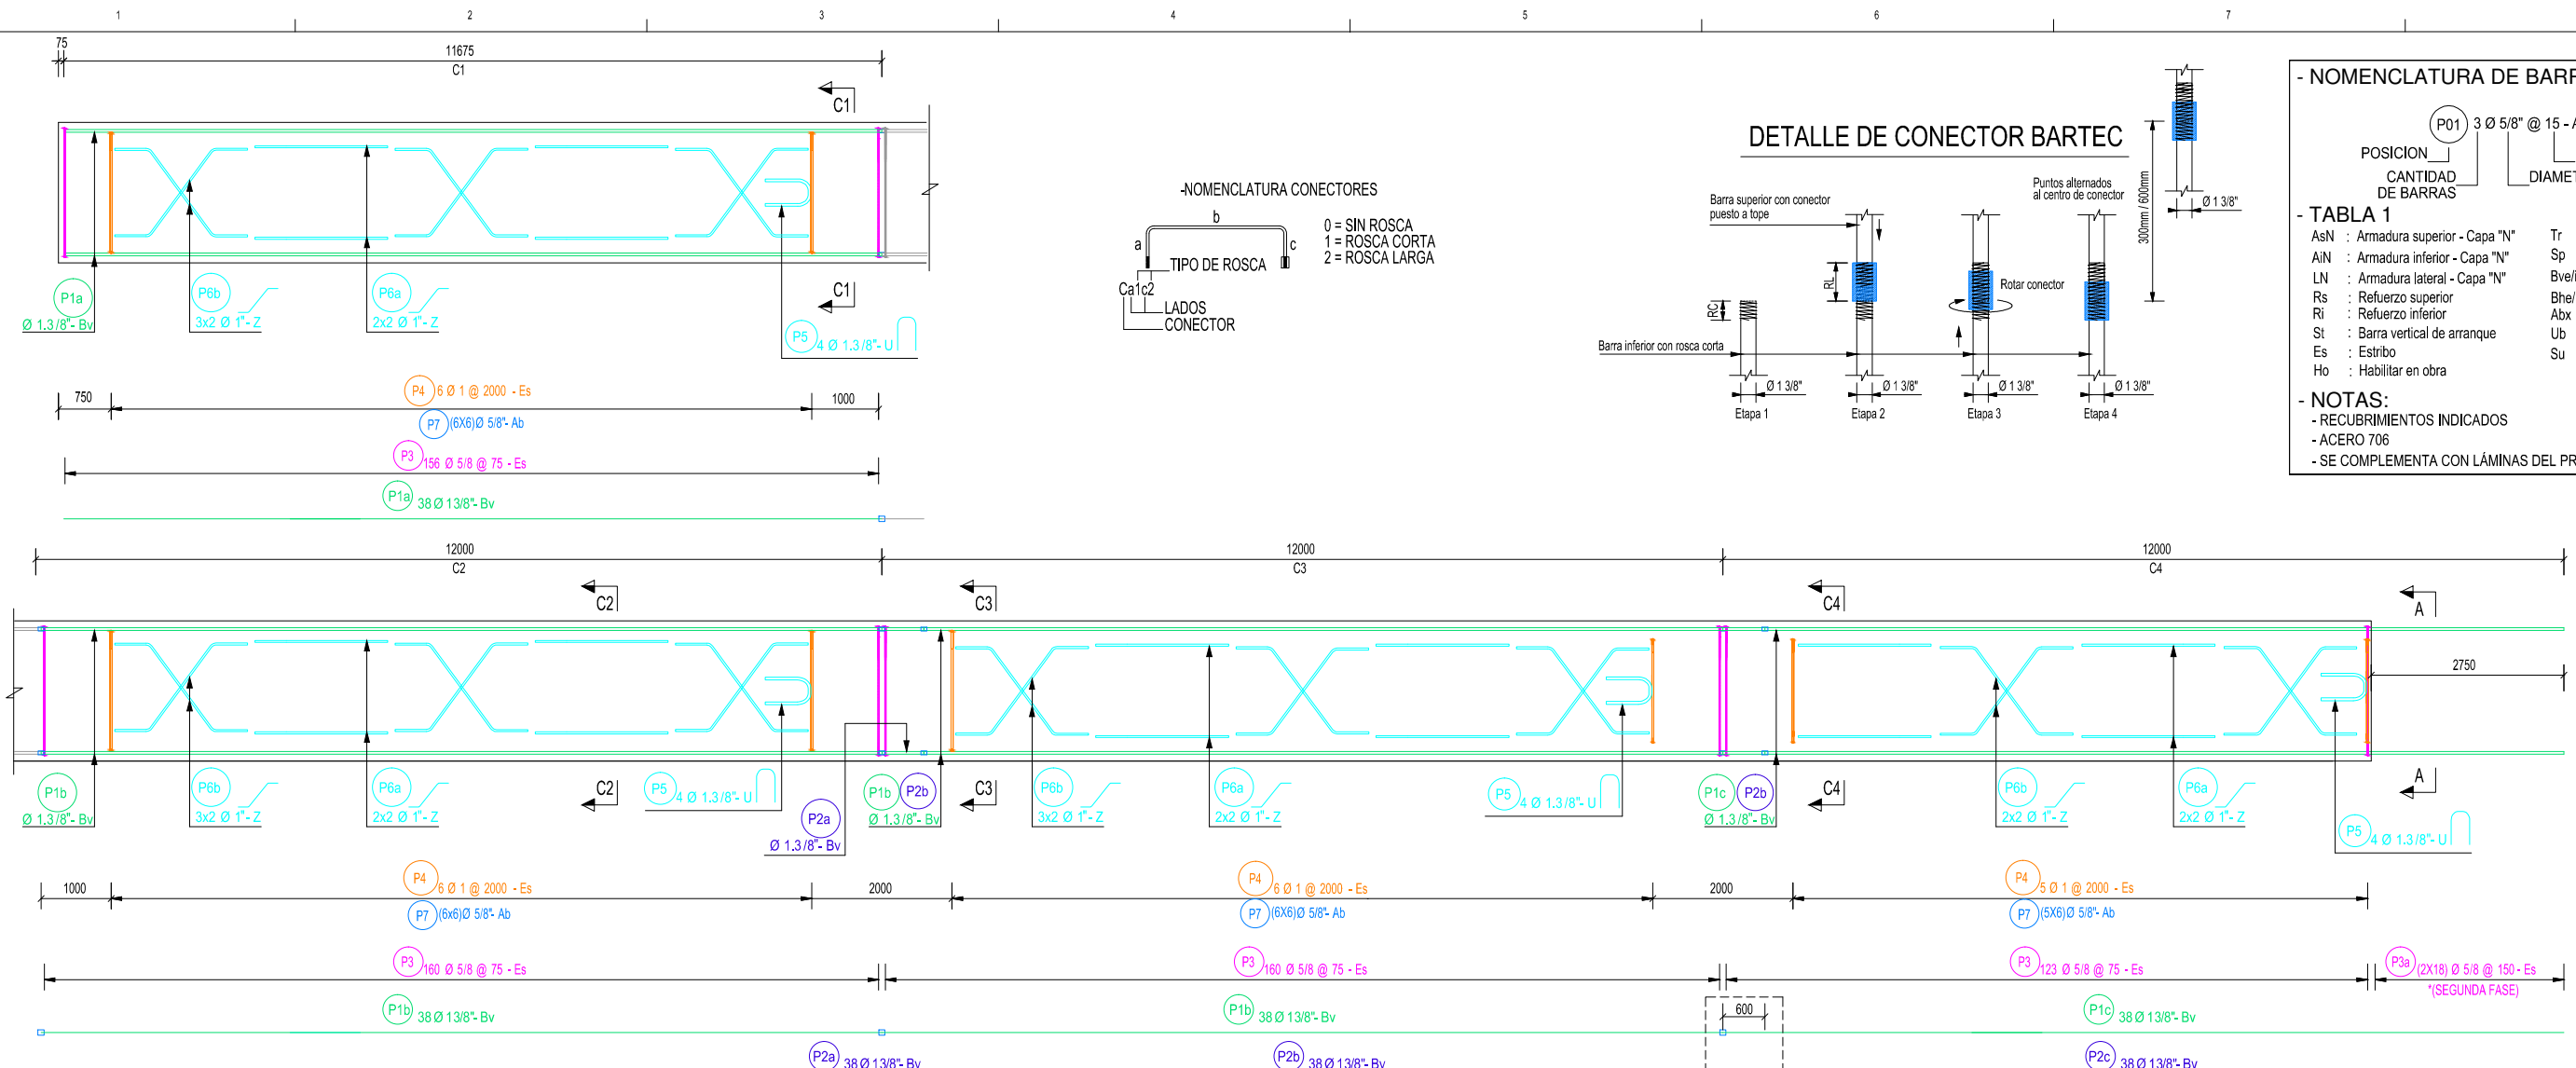 1 2 3 4 5 6 7
75
11675
C1
C1
P1a
Ø 1.3/8"- Bv
P6b
3x2 Ø 1"- Z
P6a
2x2 Ø 1"- Z
C1
P5 4 Ø 1.3/8"- U
750
P4 6 Ø 1 @ 2000 - Es
1000
P7 (6X6)Ø 5/8"- Ab
P3 156 Ø 5/8 @ 75 - Es
P1a 38 Ø 13/8"- Bv
-NOMENCLATURA CONECTORES
b
a
c
0 = SIN ROSCA
1 = ROSCA CORTA
2 = ROSCA LARGA
TIPO DE ROSCA
Ca1c2
LADOS
CONECTOR
DETALLE DE CONECTOR BARTEC
Barra superior con conector
puesto a tope
Puntos alternados
al centro de conector
300mm / 600mm
Ø 1 3/8"
RL
RC
Rotar conector
Barra inferior con rosca corta
Ø 1 3/8"
Ø 1 3/8"
Ø 1 3/8"
Ø 1 3/8"
Etapa 1
Etapa 2
Etapa 3
Etapa 4
- NOMENCLATURA DE
P01 3 Ø 5/8" @ 15 -
POSICION
CANTIDAD
DE BARRAS
- TABLA 1
AsN : Armadura superior - Capa "N" Tr
AiN : Armadura inferior - Capa "N" Sp
LN : Armadura lateral - Capa "N"
Rs : Refuerzo superior
Ri : Refuerzo inferior Abx
St : Barra vertical de arranque Ub
Es : Estribo Su
Ho : Habilitar en obra
- NOTAS:
- RECUBRIMIENTOS INDICADOS
- ACERO 706
- SE COMPLEMENTA CON LÁMINAS DEL
12000
C2
12000
C3
12000
C4
C2
C3
C4
A
2750
P1b
Ø 1.3/8"- Bv
P6b
3x2 Ø 1"- Z
P6a
2x2 Ø 1"- Z
C2
P5 4 Ø 1.3/8"- U
P2a
Ø 1.3/8"- Bv
P1b P2b
Ø 1.3/8"- Bv
C3
P6b
3x2 Ø 1"- Z
P6a
2x2 Ø 1"- Z
P5 4 Ø 1.3/8"- U
P1c P2b
Ø 1.3/8"- Bv
C4
P6b
2x2 Ø 1"- Z
P6a
2x2 Ø 1"- Z
A
P5 4 Ø 1.3/8"- U
1000
P4 6 Ø 1 @ 2000 - Es
2000
P4 6 Ø 1 @ 2000 - Es
2000
P4 5 Ø 1 @ 2000 - Es
P7 (6x6)Ø 5/8"- Ab
P7 (6X6)Ø 5/8"- Ab
P7 (5X6)Ø 5/8"- Ab
P3 160 Ø 5/8 @ 75 - Es
P3 160 Ø 5/8 @ 75 - Es
P3 123 Ø 5/8 @ 75 - Es
P3a (2X18) Ø 5/8 @ 150 - Es
*(SEGUNDA FASE)
P1b 38 Ø 13/8"- Bv
P1b 38 Ø 13/8"- Bv
600
P1c 38 Ø 13/8"- Bv
P2a 38 Ø 13/8"- Bv
P2b 38 Ø 13/8"- Bv
P2c 38 Ø 13/8"- Bv